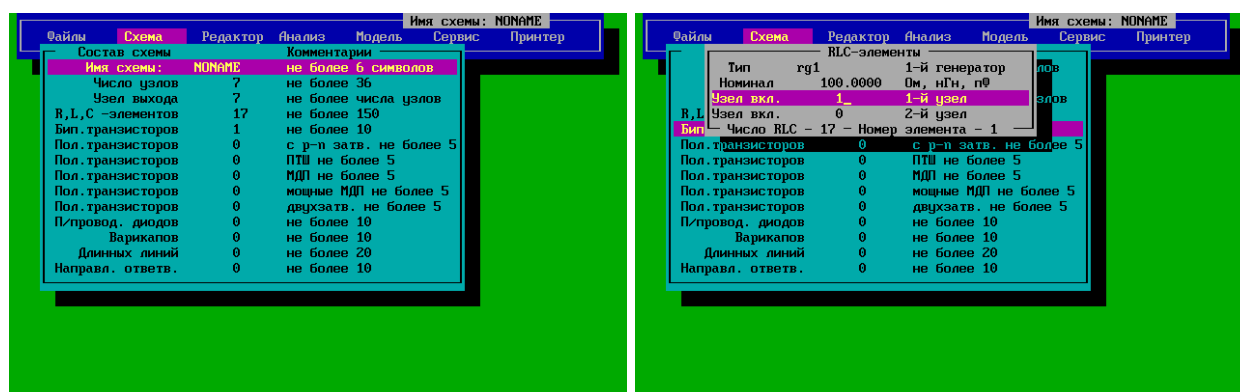 Имя схемы: NONAME
Файлы Схема Редактор Анализ Модель Сервис Принтер
Состав схемы Комментарии
Имя схемы: NONAME не более 6 символов
Число узлов 7 не более 36
Узел выхода 7 не более числа узлов
R,L,C -элементов 17 не более 150
Бип.транзисторов 1 не более 10
Пол.транзисторов 0 с p-n затв. не более 5
Пол.транзисторов 0 ПТШ не более 5
Пол.транзисторов 0 МДП не более 5
Пол.транзисторов 0 мощные МДП не более 5
Пол.транзисторов 0 двухзатв. не более 5
П/провод. диодов 0 не более 10
Варикапов 0 не более 10
Длинных линий 0 не более 20
Направл. ответв. 0 не более 10
Имя схемы: NONAME
Файлы Схема Редактор Анализ Модель Сервис Принтер
RLC-элементы
Тип rg1 1-й генератор
лов
Номинал 100.0000 Ом, нГн, пФ
Узел вкл. 1_ 1-й узел
злов
R,L
Узел вкл. 0 2-й узел
Бип
Число RLC - 17 - Номер элемента - 1
Пол.транзисторов 0 с p-n затв. не более 5
Пол.транзисторов 0 ПТШ не более 5
Пол.транзисторов 0 МДП не более 5
Пол.транзисторов 0 мощные МДП не более 5
Пол.транзисторов 0 двухзатв. не более 5
П/провод. диодов 0 не более 10
Варикапов 0 не более 10
Длинных линий 0 не более 20
Направл. ответв. 0 не более 10